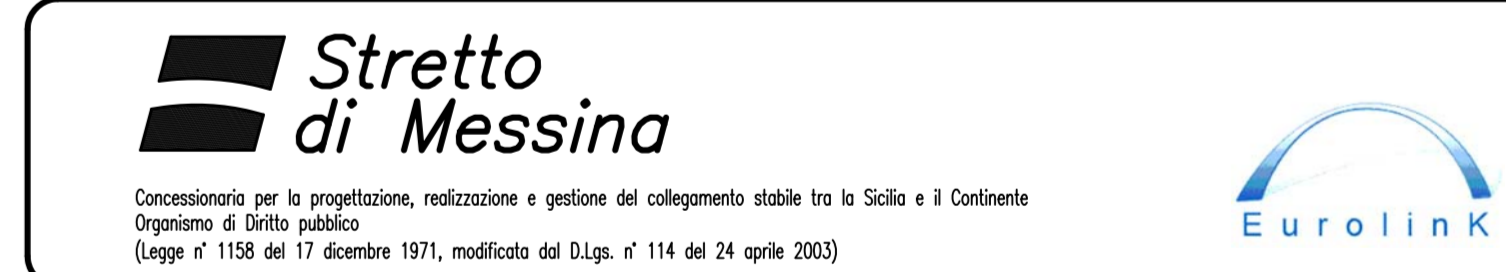 Stretto
di Messina
Concessionaria per la progettazione, realizzazione e gestione del collegamento stabile tra la Sicilia e il Continente
Organismo di Diritto pubblico
(Legge n° 1158 del 17 dicembre 1971, modificata dal D.Lgs. n° 114 del 24 aprile 2003)
EurolinK